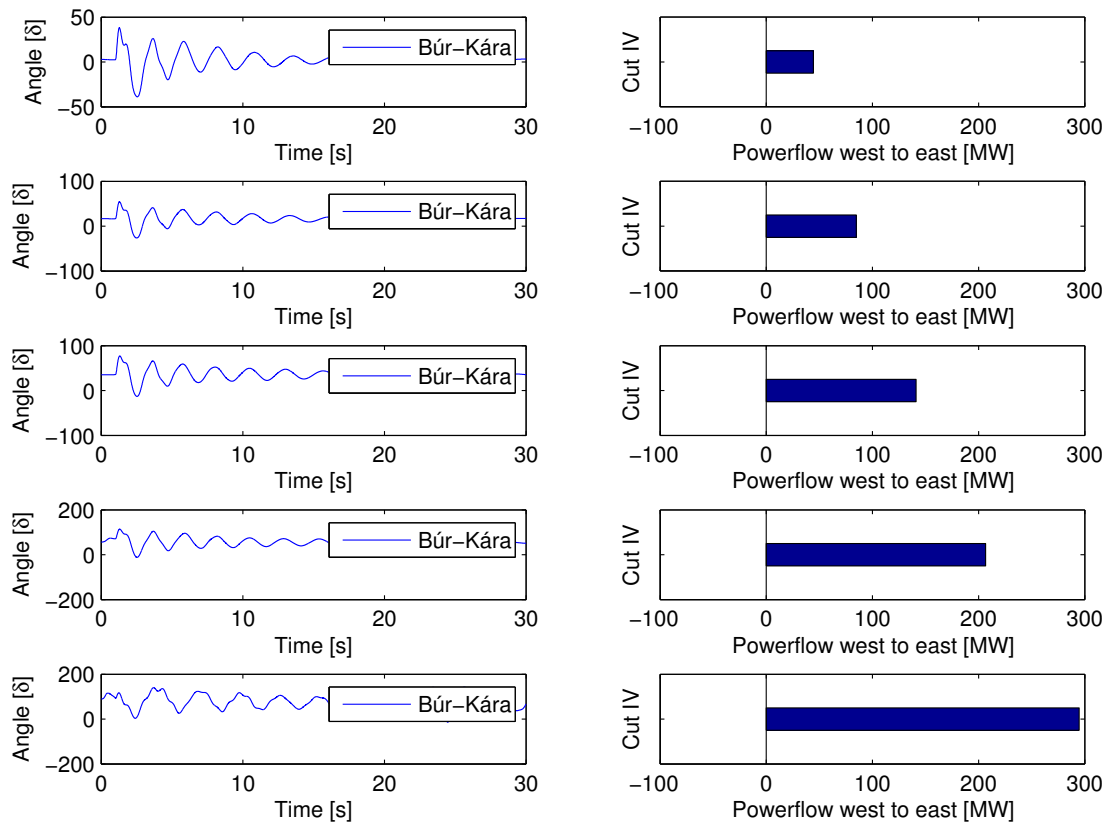 50
0
−50
Angle [δ]
Búr−Kára
0 10 20 30
Time [s]
Cut IV
−100 0 100 200 300
Powerflow west to east [MW]
100
0
−100
Angle [δ]
Búr−Kára
0 10 20 30
Time [s]
Cut IV
−100 0 100 200 300
Powerflow west to east [MW]
100
0
−100
Angle [δ]
Búr−Kára
0 10 20 30
Time [s]
Cut IV
−100 0 100 200 300
Powerflow west to east [MW]
200
0
−200
Angle [δ]
Búr−Kára
0 10 20 30
Time [s]
Cut IV
−100 0 100 200 300
Powerflow west to east [MW]
200
0
−200
Angle [δ]
Búr−Kára
0 10 20 30
Time [s]
Cut IV
−100 0 100 200 300
Powerflow west to east [MW]